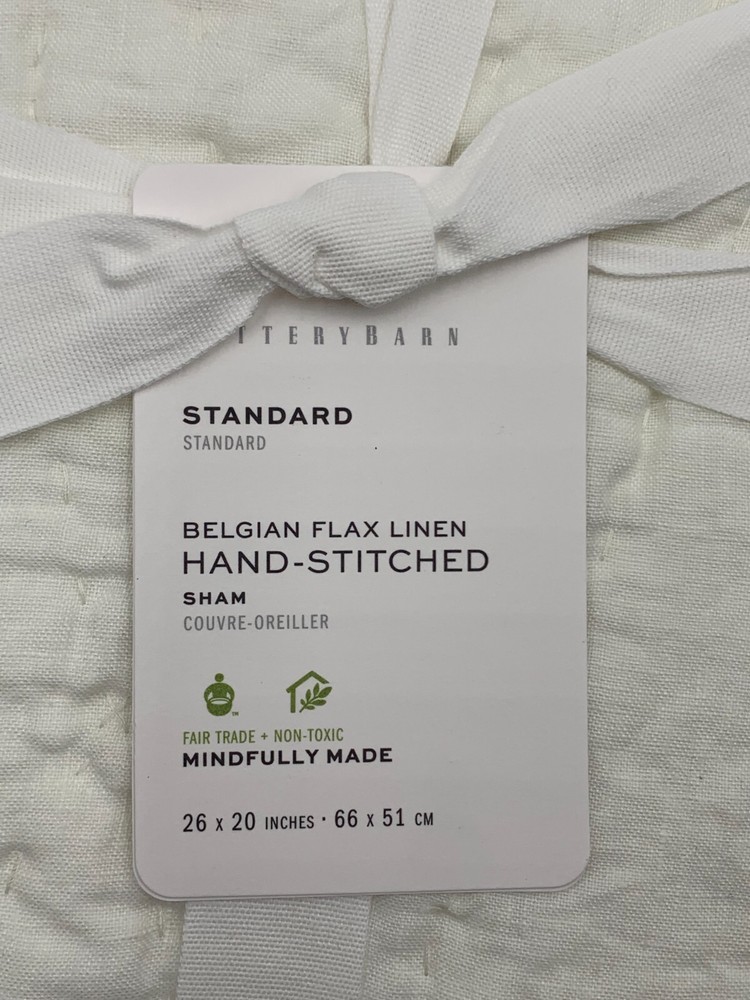 TTERYBARN
STANDARD
STANDARD
BELGIAN FLAX LINEN
HAND-STITCHED
SHAM
COUVRE-OREILLER
TM
FAIR TRADE + NON-TOXIC
MINDFULLY MADE
26 x 20 INCHES · 66 x 51 CM